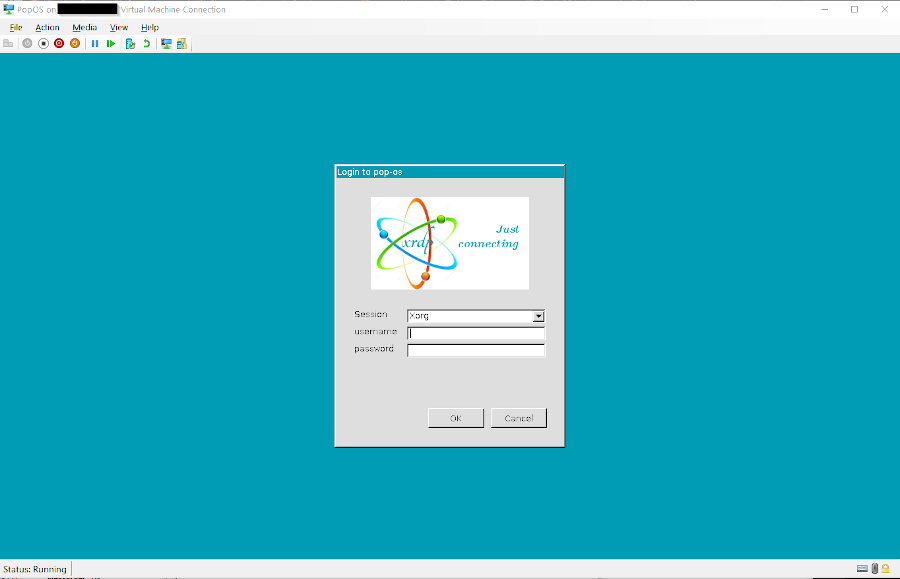 PopOS on Virtual Machine Connection
File Action Media View Help
Login to pop-os
xrdp
Just
connecting
Session Xorg
username
password
OK Cancel
Status: Running